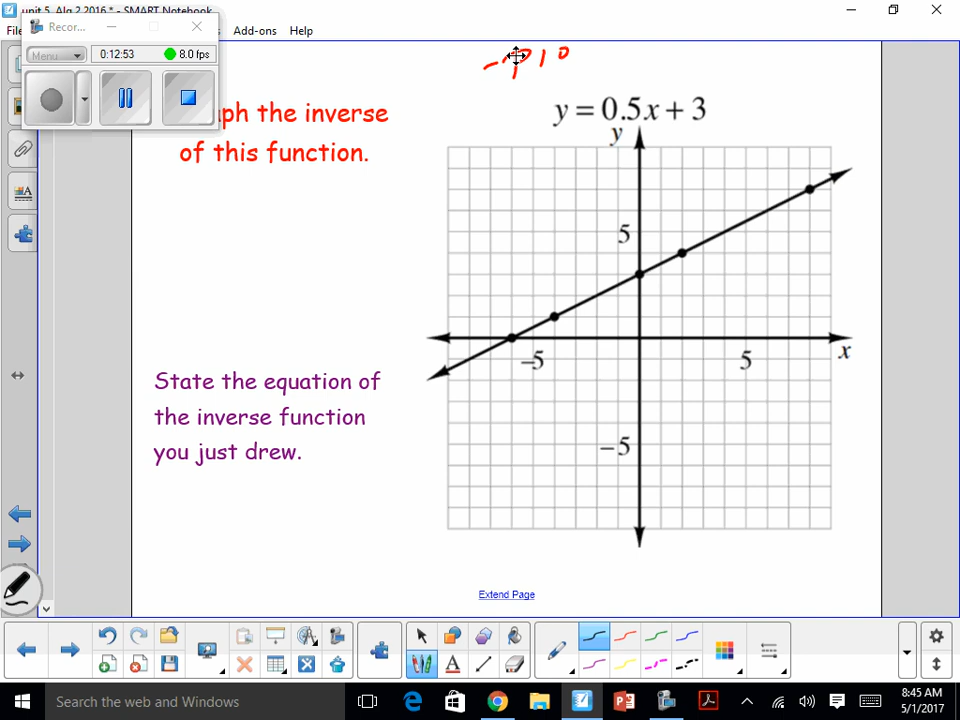 unit 5, Alg 2 2016 * - SMART Notebook
Recor...
Add-ons Help
Menu 0:12:53 8.0 fps
the inverse
of this function.
y = 0.5x + 3
y
5
-5 5 x
-5
State the equation of
the inverse function
you just drew.
Extend Page
A
Search the web and Windows
8:45 AM
5/1/2017